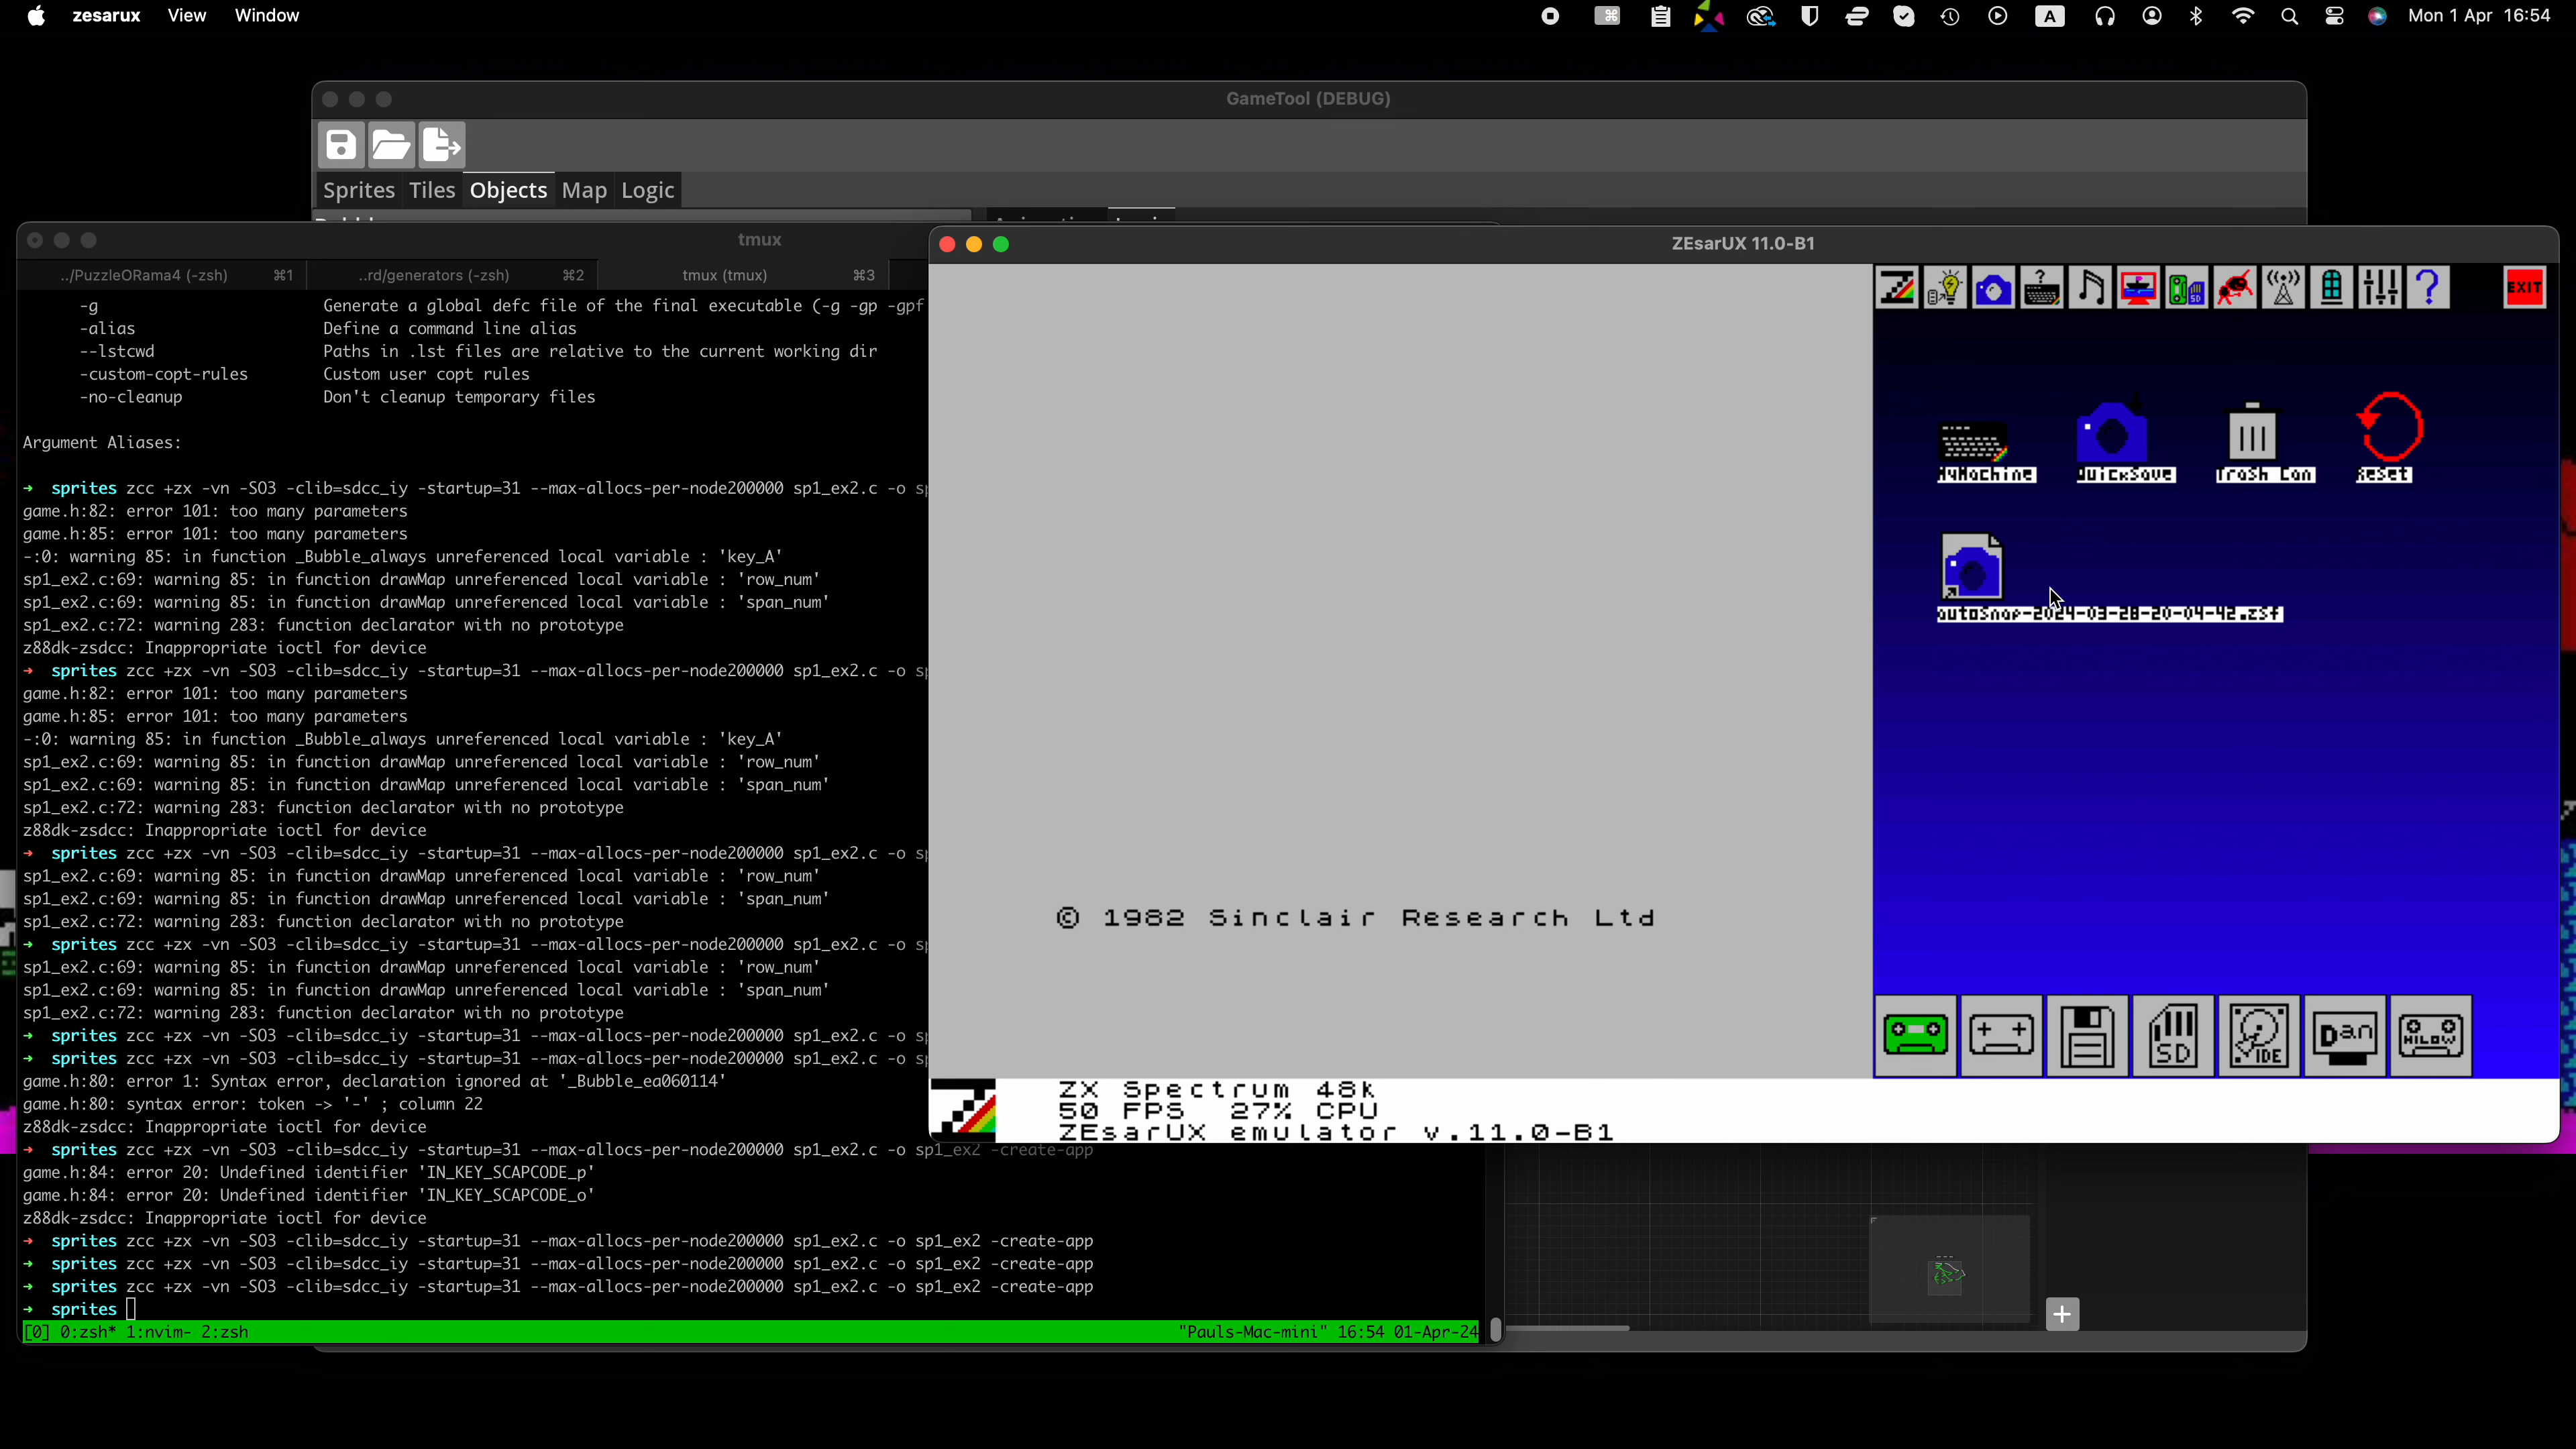 zesarux View Window
A Mon 1 Apr 16:54
GameTool (DEBUG)
Sprites Tiles Objects Map Logic
tmux
../PuzzleORama4 (-zsh) ⌘1 ..rd/generators (-zsh) ⌘2 tmux (tmux) ⌘3
-g Generate a global defc file of the final executable (-g -gp -gpf
-alias Define a command line alias
--lstcwd Paths in .lst files are relative to the current working dir
-custom-copt-rules Custom user copt rules
-no-cleanup Don't cleanup temporary files
Argument Aliases:
→ sprites zcc +zx -vn -SO3 -clib=sdcc_iy -startup=31 --max-allocs-per-node200000 sp1_ex2.c -o sp
game.h:82: error 101: too many parameters
game.h:85: error 101: too many parameters
-:0: warning 85: in function _Bubble_always unreferenced local variable : 'key_A'
sp1_ex2.c:69: warning 85: in function drawMap unreferenced local variable : 'row_num'
sp1_ex2.c:69: warning 85: in function drawMap unreferenced local variable : 'span_num'
sp1_ex2.c:72: warning 283: function declarator with no prototype
z88dk-zsdcc: Inappropriate ioctl for device
→ sprites zcc +zx -vn -SO3 -clib=sdcc_iy -startup=31 --max-allocs-per-node200000 sp1_ex2.c -o sp
game.h:82: error 101: too many parameters
game.h:85: error 101: too many parameters
-:0: warning 85: in function _Bubble_always unreferenced local variable : 'key_A'
sp1_ex2.c:69: warning 85: in function drawMap unreferenced local variable : 'row_num'
sp1_ex2.c:69: warning 85: in function drawMap unreferenced local variable : 'span_num'
sp1_ex2.c:72: warning 283: function declarator with no prototype
z88dk-zsdcc: Inappropriate ioctl for device
→ sprites zcc +zx -vn -SO3 -clib=sdcc_iy -startup=31 --max-allocs-per-node200000 sp1_ex2.c -o sp
sp1_ex2.c:69: warning 85: in function drawMap unreferenced local variable : 'row_num'
sp1_ex2.c:69: warning 85: in function drawMap unreferenced local variable : 'span_num'
sp1_ex2.c:72: warning 283: function declarator with no prototype
→ sprites zcc +zx -vn -SO3 -clib=sdcc_iy -startup=31 --max-allocs-per-node200000 sp1_ex2.c -o sp
sp1_ex2.c:69: warning 85: in function drawMap unreferenced local variable : 'row_num'
sp1_ex2.c:69: warning 85: in function drawMap unreferenced local variable : 'span_num'
sp1_ex2.c:72: warning 283: function declarator with no prototype
→ sprites zcc +zx -vn -SO3 -clib=sdcc_iy -startup=31 --max-allocs-per-node200000 sp1_ex2.c -o sp
→ sprites zcc +zx -vn -SO3 -clib=sdcc_iy -startup=31 --max-allocs-per-node200000 sp1_ex2.c -o sp
game.h:80: error 1: Syntax error, declaration ignored at '_Bubble_ea060114'
game.h:80: syntax error: token -> '-' ; column 22
z88dk-zsdcc: Inappropriate ioctl for device
→ sprites zcc +zx -vn -SO3 -clib=sdcc_iy -startup=31 --max-allocs-per-node200000 sp1_ex2.c -o sp1_ex2 -create-app
game.h:84: error 20: Undefined identifier 'IN_KEY_SCAPCODE_p'
game.h:84: error 20: Undefined identifier 'IN_KEY_SCAPCODE_o'
z88dk-zsdcc: Inappropriate ioctl for device
→ sprites zcc +zx -vn -SO3 -clib=sdcc_iy -startup=31 --max-allocs-per-node200000 sp1_ex2.c -o sp1_ex2 -create-app
→ sprites zcc +zx -vn -SO3 -clib=sdcc_iy -startup=31 --max-allocs-per-node200000 sp1_ex2.c -o sp1_ex2 -create-app
→ sprites zcc +zx -vn -SO3 -clib=sdcc_iy -startup=31 --max-allocs-per-node200000 sp1_ex2.c -o sp1_ex2 -create-app
→ sprites
[0] 0:zsh* 1:nvim- 2:zsh "Pauls-Mac-mini" 16:54 01-Apr-24
ZEsarUX 11.0-B1
EXIT
MyMachine QuickSave Trash Can Reset
autosnap-2024-03-28-20-04-42.zsf
© 1982 Sinclair Research Ltd
SD IDE Dan HILOW
ZX Spectrum 48k
50 FPS 27% CPU
ZEsarUX emulator v.11.0-B1